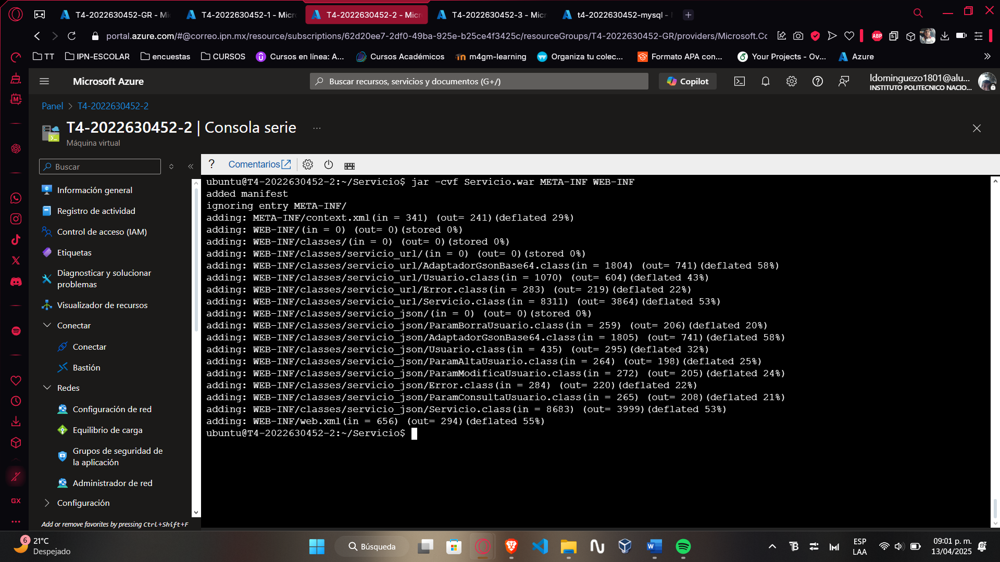 T4-2022630452-GR - Mi
T4-2022630452-1 - Micr
T4-2022630452-2 - Micr
T4-2022630452-3 - Micr
t4-2022630452-mysql -
portal.azure.com/#@correo.ipn.mx/resource/subscriptions/62d20ee7-2df0-49ba-925e-b25ce4f3425c/resourceGroups/T4-2022630452-GR/providers/Microsoft.Cc
ABP
TT
IPN-ESCOLAR
encuestas
CURSOS
Cursos en línea: A...
Cursos Académicos
m4gm-learning
Organiza tu colec...
Formato APA con...
Your Projects - Ov...
Azure
Microsoft Azure
Buscar recursos, servicios y documentos (G+/)
Copilot
ldominguezo1801@alu...
INSTITUTO POLITECNICO NACIO...
Panel > T4-2022630452-2
T4-2022630452-2 | Consola serie ...
Máquina virtual
Buscar
? Comentarios
Información general
Registro de actividad
Control de acceso (IAM)
Etiquetas
Diagnosticar y solucionar
problemas
Visualizador de recursos
Conectar
Conectar
Bastión
Redes
Configuración de red
Equilibrio de carga
Grupos de seguridad de
la aplicación
Administrador de red
Configuración
Add or remove favorites by pressing Ctrl+Shift+F
GX
ubuntu@T4-2022630452-2:~/Servicio$ jar -cvf Servicio.war META-INF WEB-INF
added manifest
ignoring entry META-INF/
adding: META-INF/context.xml(in = 341) (out= 241)(deflated 29%)
adding: WEB-INF/(in = 0) (out= 0)(stored 0%)
adding: WEB-INF/classes/(in = 0) (out= 0)(stored 0%)
adding: WEB-INF/classes/servicio_url/(in = 0) (out= 0)(stored 0%)
adding: WEB-INF/classes/servicio_url/AdaptadorGsonBase64.class(in = 1804) (out= 741)(deflated 58%)
adding: WEB-INF/classes/servicio_url/Usuario.class(in = 1070) (out= 604)(deflated 43%)
adding: WEB-INF/classes/servicio_url/Error.class(in = 283) (out= 219)(deflated 22%)
adding: WEB-INF/classes/servicio_url/Servicio.class(in = 8311) (out= 3864)(deflated 53%)
adding: WEB-INF/classes/servicio_json/(in = 0) (out= 0)(stored 0%)
adding: WEB-INF/classes/servicio_json/ParamBorraUsuario.class(in = 259) (out= 206)(deflated 20%)
adding: WEB-INF/classes/servicio_json/AdaptadorGsonBase64.class(in = 1805) (out= 741)(deflated 58%)
adding: WEB-INF/classes/servicio_json/Usuario.class(in = 435) (out= 295)(deflated 32%)
adding: WEB-INF/classes/servicio_json/ParamAltaUsuario.class(in = 264) (out= 198)(deflated 25%)
adding: WEB-INF/classes/servicio_json/ParamModificaUsuario.class(in = 272) (out= 205)(deflated 24%)
adding: WEB-INF/classes/servicio_json/Error.class(in = 284) (out= 220)(deflated 22%)
adding: WEB-INF/classes/servicio_json/ParamConsultaUsuario.class(in = 265) (out= 208)(deflated 21%)
adding: WEB-INF/classes/servicio_json/Servicio.class(in = 8683) (out= 3999)(deflated 53%)
adding: WEB-INF/web.xml(in = 656) (out= 294)(deflated 55%)
ubuntu@T4-2022630452-2:~/Servicio$
6
21°C
Despejado
Búsqueda
ESP
LAA
09:01 p. m.
13/04/2025